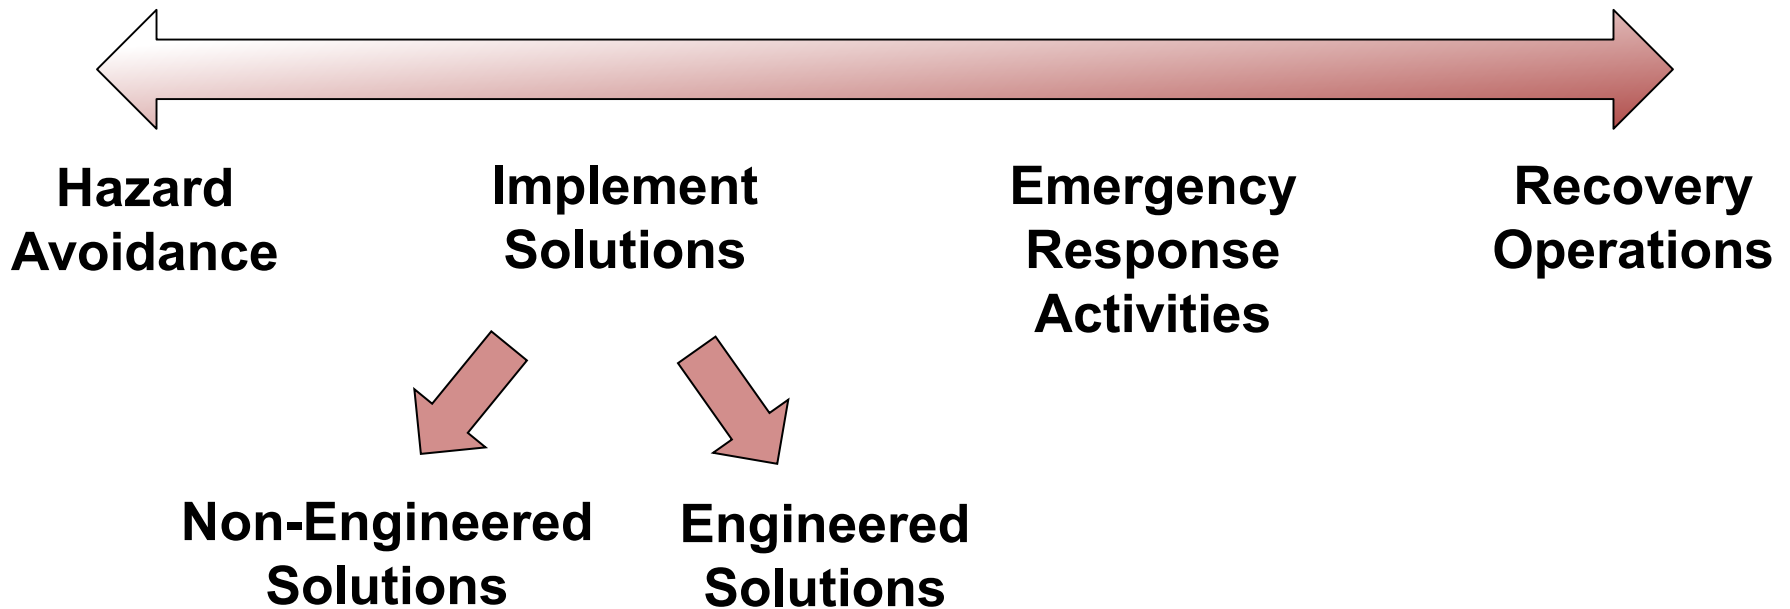 Hazard
Avoidance
Implement
Solutions
Emergency
Response
Activities
Recovery
Operations
Non-Engineered
Solutions
Engineered
Solutions